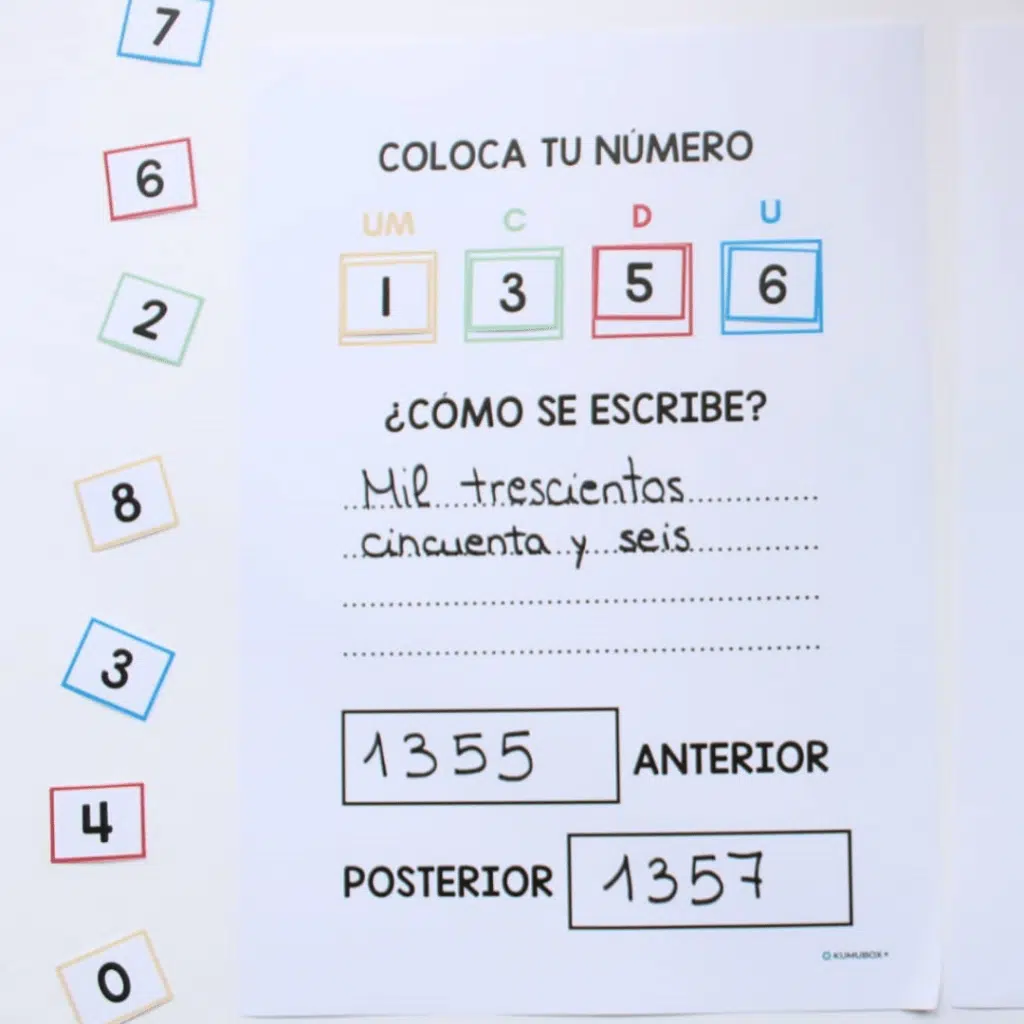 7
6
2
8
3
4
0
COLOCA TU NÚMERO
UM C D U
1 3 5 6
¿CÓMO SE ESCRIBE?
Mil trescientos
cincuenta y seis
1355 ANTERIOR
POSTERIOR 1357
KUMUBOX+